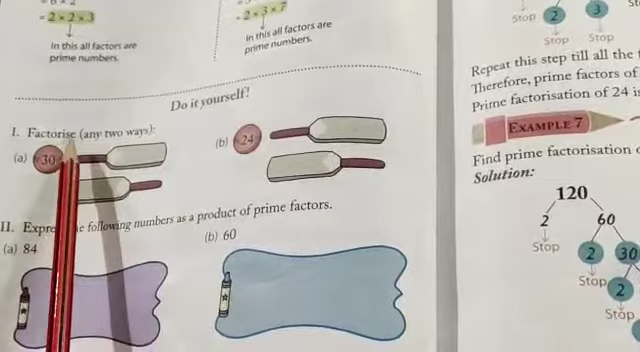 = 2 × 2 × 3
In this all factors are
prime numbers.
= 2 × 3 × 7
In this all factors are
prime numbers.
Do it yourself!
I. Factorise (any two ways):
(a) 30
(b) 24
II. Express the following numbers as a product of prime factors.
(a) 84
(b) 60
Stop 2 3
Stop Stop
Repeat this step till all the
Therefore, prime factors of
Prime factorisation of 24 is
EXAMPLE 7
Find prime factorisation
Solution:
120
2 60
Stop 2 30
Stop 2
Stop